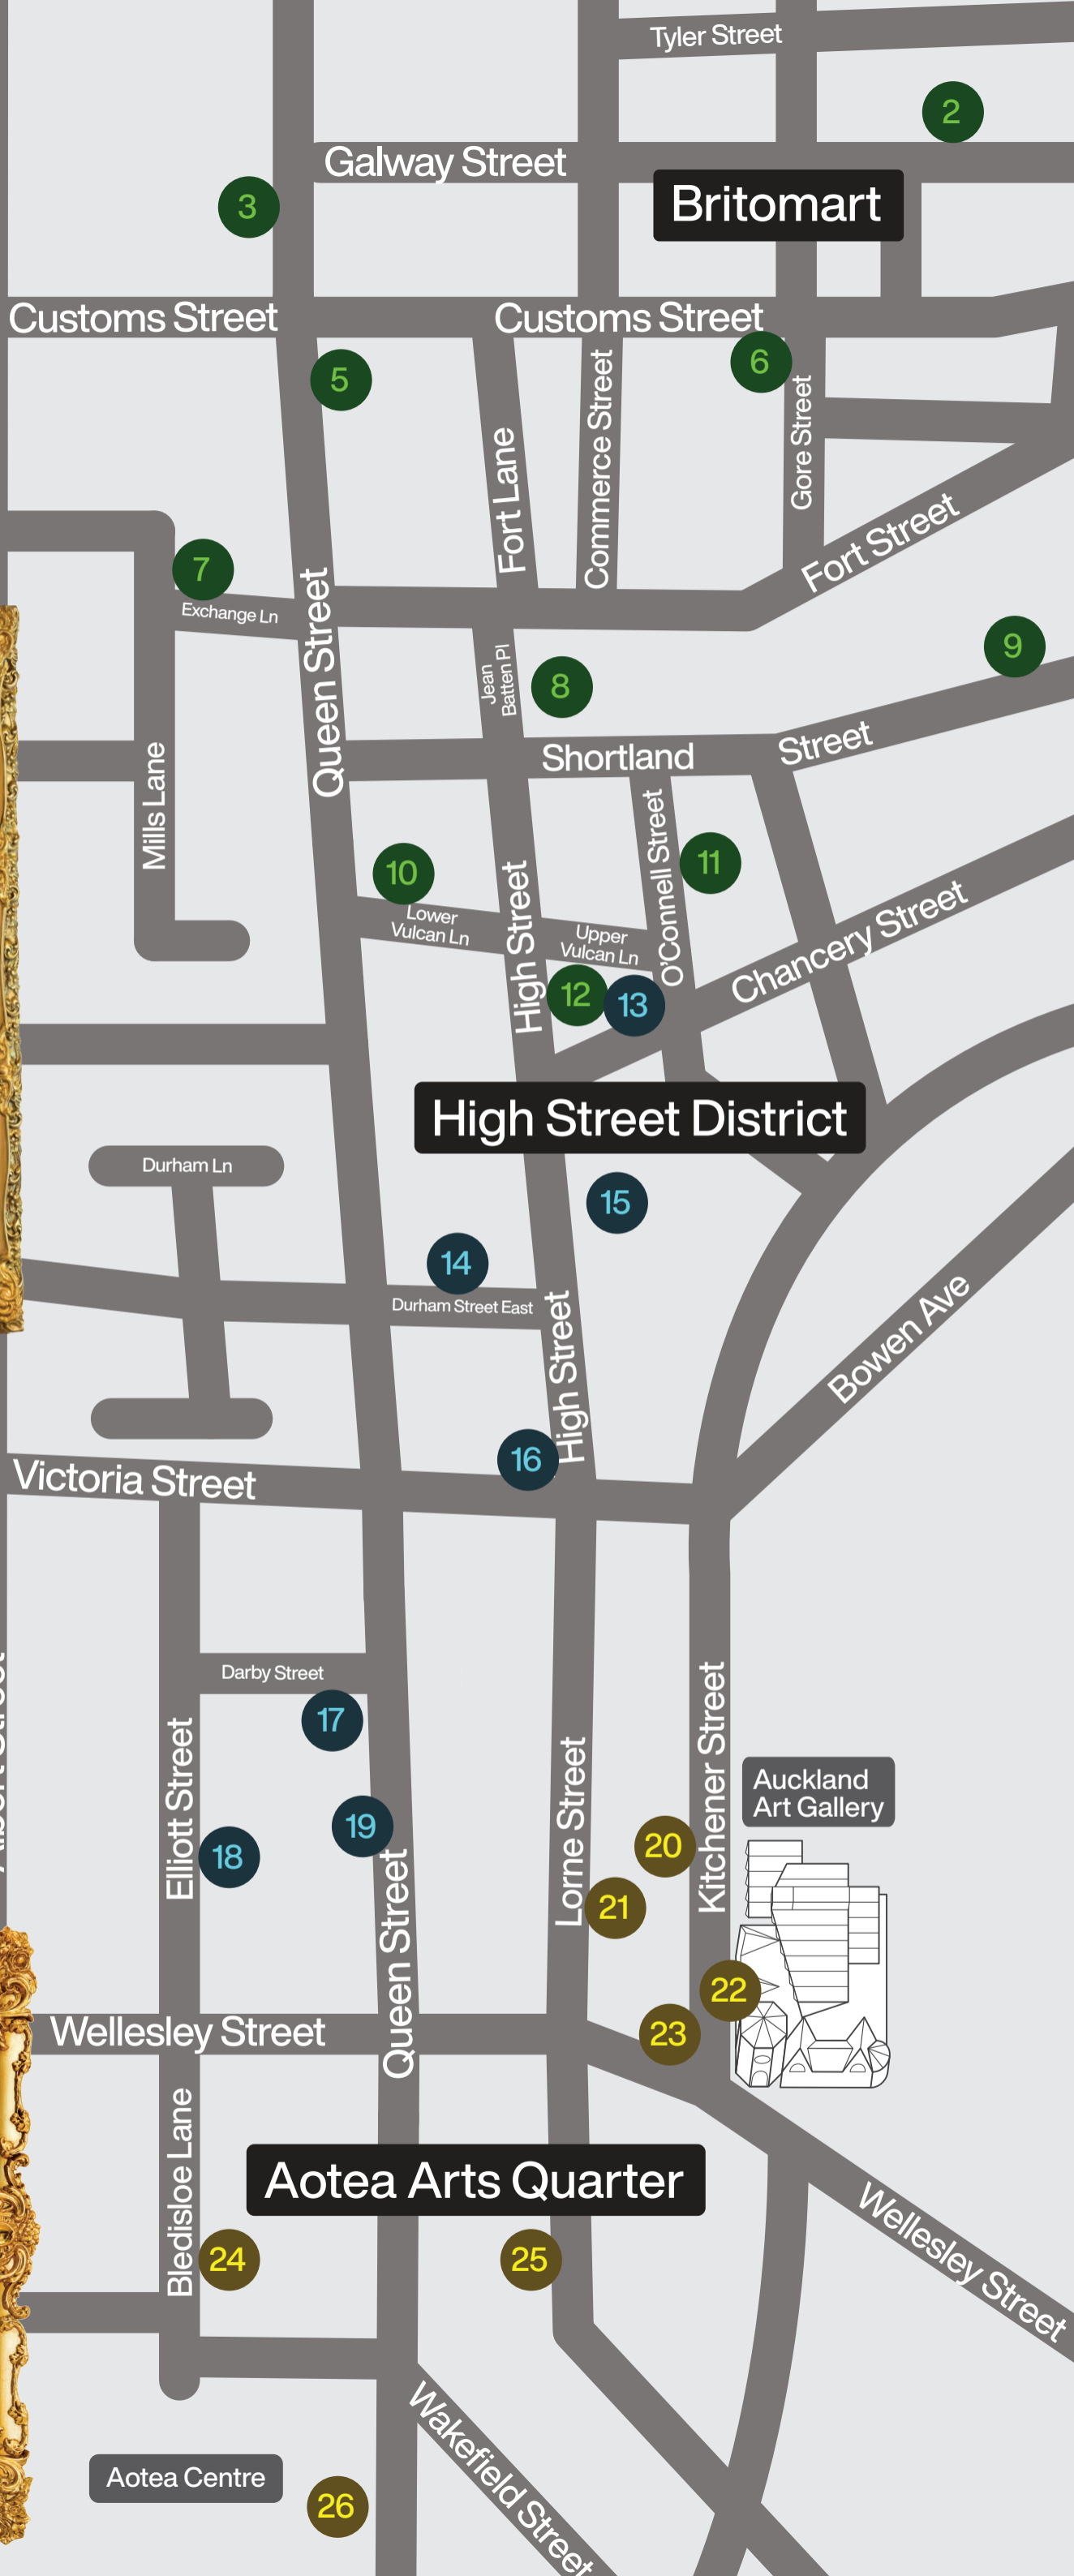 Tyler Street
2
Galway Street
Britomart
3
Customs Street
Customs Street
6
5
Commerce Street
Gore Street
Fort Lane
Fort Street
7
Exchange Ln
Queen Street
Jean
Batten Pl
8
9
Shortland
Street
Mills Lane
O'Connell Street
11
10
High Street
Lower
Vulcan Ln
Upper
Vulcan Ln
Chancery Street
12
13
High Street District
Durham Ln
15
14
Durham Street East
High Street
Bowen Ave
16
Victoria Street
Darby Street
17
Elliott Street
Lorne Street
Kitchener Street
Auckland
Art Gallery
19
18
20
21
Queen Street
22
23
Wellesley Street
Bledisloe Lane
Aotea Arts Quarter
Wellesley Street
24
25
Wakefield Street
Aotea Centre
26